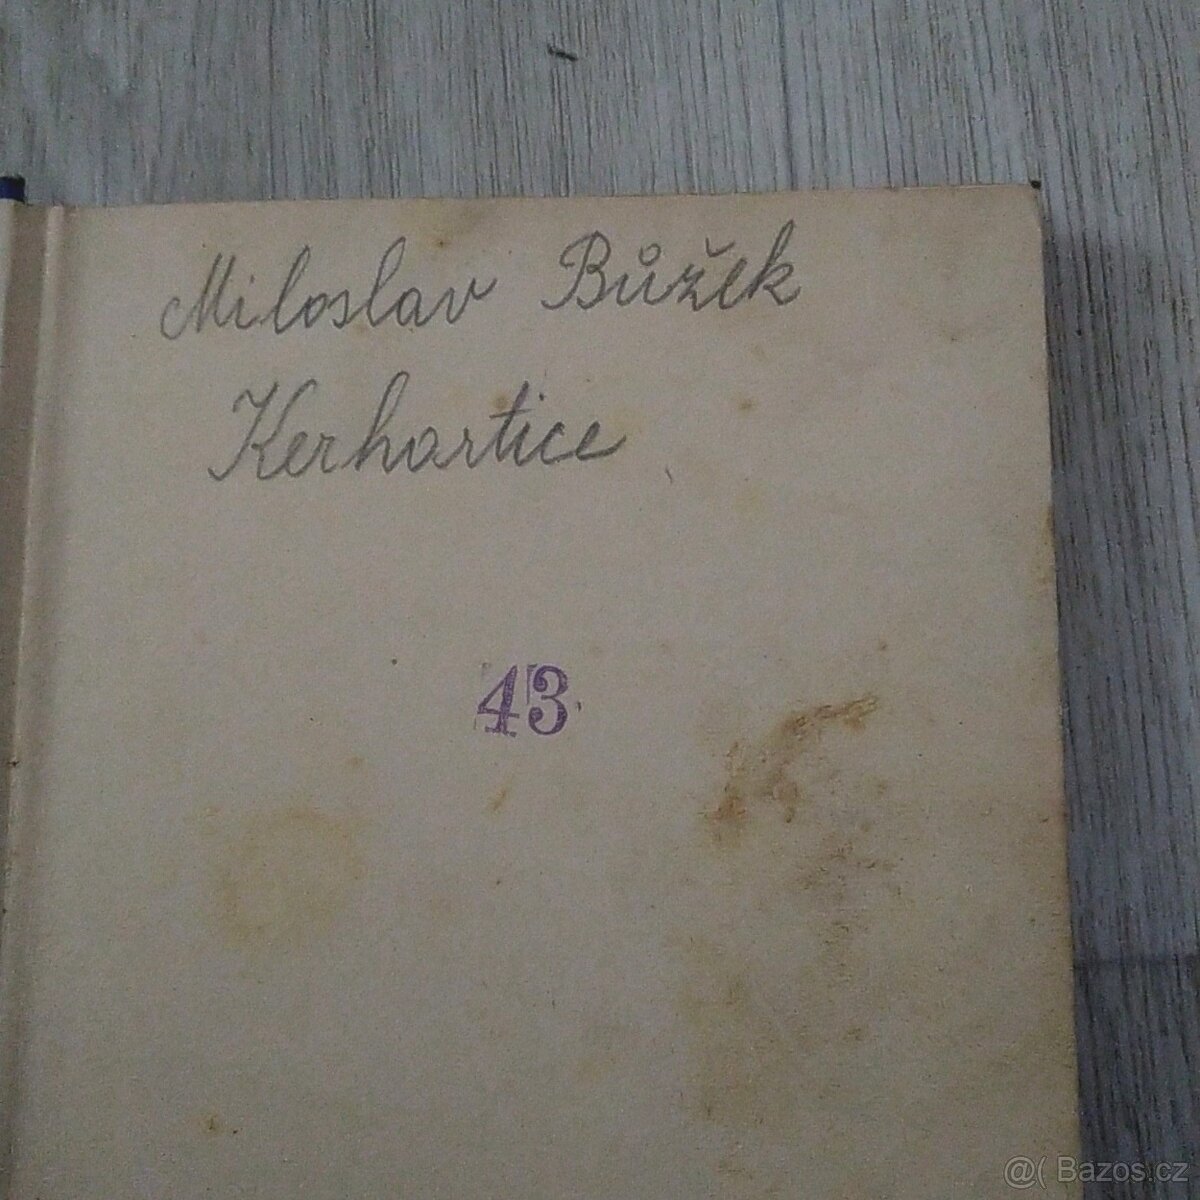 Miloslav Bůžek
Kerhartice
43.
@( Bazos.cz